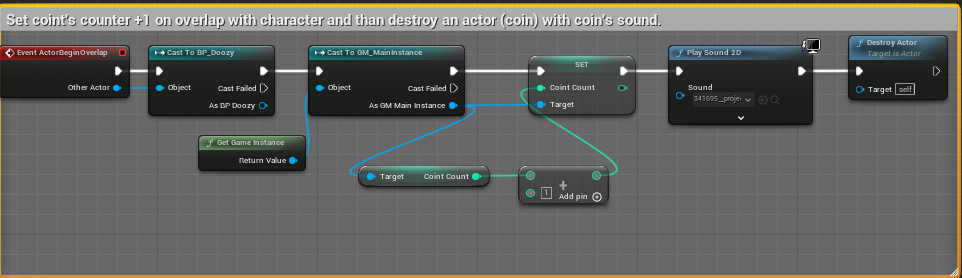 Set coint's counter +1 on overlap with character and than destroy an actor (coin) with coin's sound.
Event ActorBeginOverlap
Other Actor
Cast To BP_Doozy
Object
Cast Failed
As BP Doozy
Get Game Instance
Return Value
Cast To GM_MainInstance
Object
Cast Failed
As GM Main Instance
Target
Coint Count
SET
Coint Count
Target
1
Add pin
Play Sound 2D
Sound
341695__proje
Destroy Actor
Target is Actor
Target
self